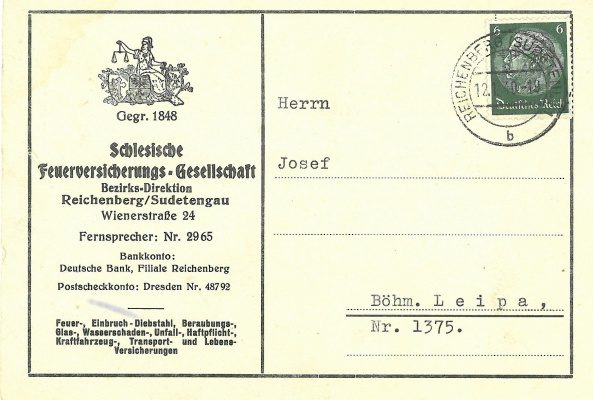 Gegr. 1848
Schlesische
Feuerversicherungs-Gesellschaft
Bezirks-Direktion
Reichenberg/Sudetengau
Wienerstraße 24
Fernsprecher: Nr. 2965
Bankkonto:
Deutsche Bank, Filiale Reichenberg
Postscheckkonto: Dresden Nr. 48792
Feuer-, Einbruch-Diebstahl, Beraubungs-,
Glas-, Wasserschaden-, Unfall-, Haftpflicht-,
Kraftfahrzeug-, Transport- und Lebens-
Versicherungen
6 6
Deutsches Reich
REICHENBERG
12.
b
Herrn
Josef
Böhm. Leipa,
Nr. 1375.